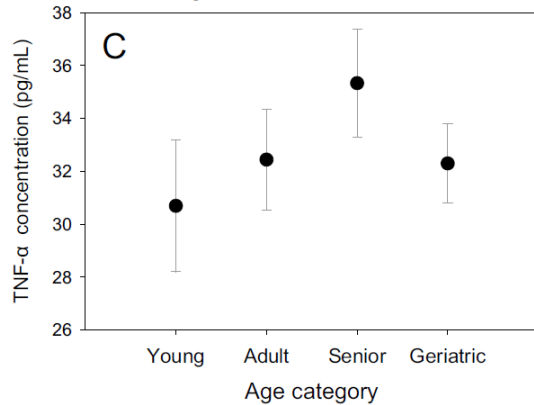 C
TNF-α concentration (pg/mL)
38
36
34
32
30
28
26
Young Adult Senior Geriatric
Age category